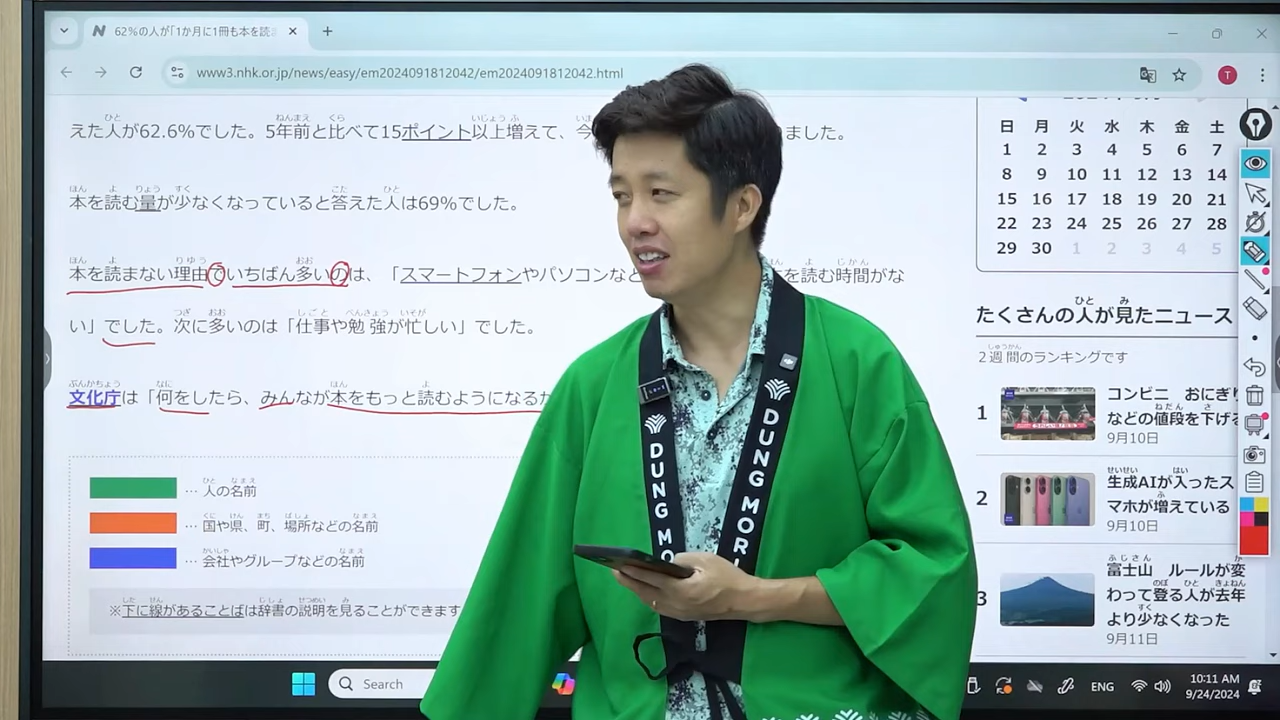 62%の人が「1か月に1冊も本を読
www3.nhk.or.jp/news/easy/em2024091812042/em2024091812042.html
えた人が62.6%でした。5年前と比べて15ポイント以上増えて、今
ました。
本を読む量が少なくなっていると答えた人は69%でした。
本を読まない理由でいちばん多いのは、「スマートフォンやパソコンなど
を読む時間がな
い」でした。次に多いのは「仕事や勉強が忙しい」でした。
文化庁は「何をしたら、みんなが本をもっと読むようになるか
… 人の名前
… 国や県、町、場所などの名前
… 会社やグループなどの名前
※下に線があることばは辞書の説明を見ることができます
日 月 火 水 木 金 土
1 2 3 4 5 6 7
8 9 10 11 12 13 14
15 16 17 18 19 20 21
22 23 24 25 26 27 28
29 30 1 2 3 4 5
たくさんの人が見たニュース
2週間のランキングです
1
コンビニ おにぎり
などの値段を下げる
9月10日
2
生成AIが入ったス
マホが増えている
9月10日
3
富士山 ルールが変
わって登る人が去年
より少なくなった
9月11日
DUNG MO
DUNG MORI
Search
ENG
10:11 AM
9/24/2024
T